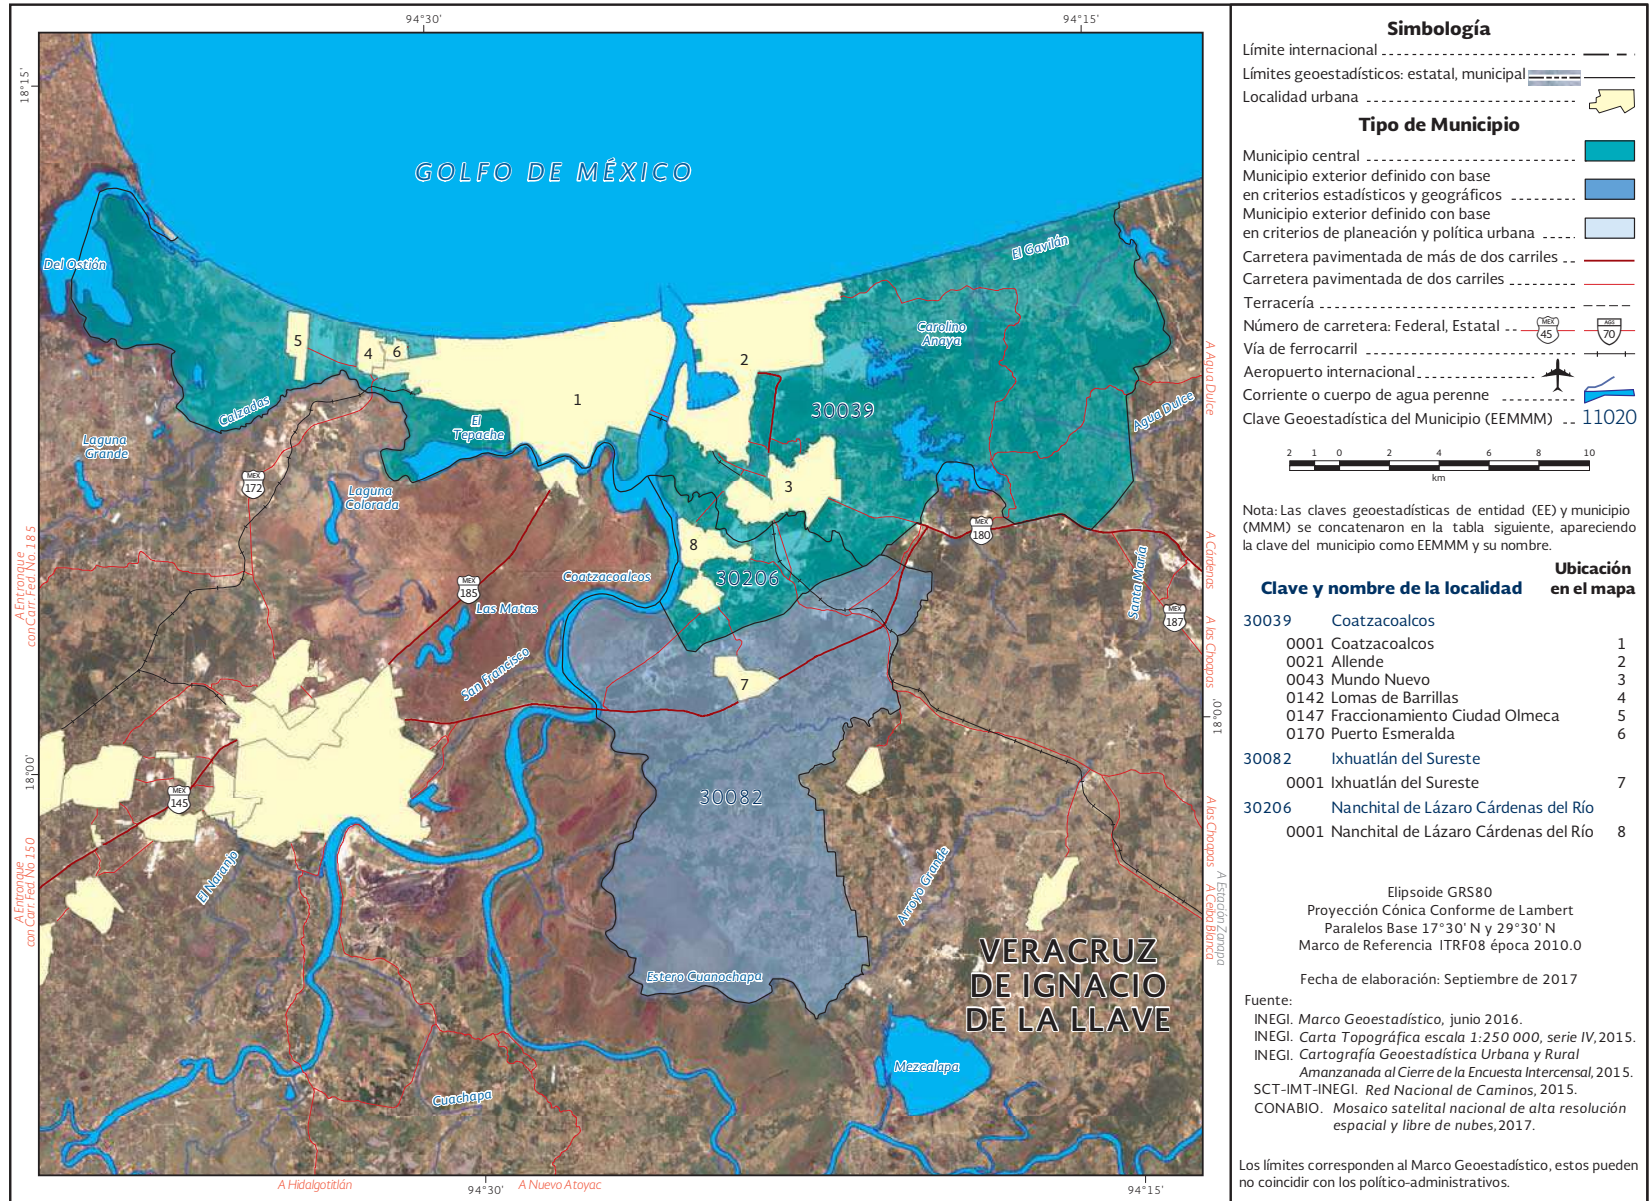 94°30'
94°15'
18°15'
GOLFO DE MÉXICO
Del Ostión
El Gavilán
Carolino
Anaya
5
4
6
2
1
30039
Calzadas
El
Tepache
Agua Dulce
A Agua Dulce
Laguna
Grande
MEX
172
Laguna
Colorada
3
MEX
180
8
A Entronque
con Carr. Fed. No. 185
A Cárdenas
Coatzacoalcos
30206
MEX
185
Las Matas
Santa María
MEX
187
San Francisco
7
A las Choapas
18°00'
18°00'
MEX
145
30082
A las Choapas
El Naranjo
Arroyo Grande
A Entronque
con Carr. Fed. No 150
A Estación Zanapa
A Ceiba Blanca
Estero Cuanochapa
VERACRUZ
DE IGNACIO
DE LA LLAVE
Mezcalapa
Cuachapa
A Hidalgotitlán
94°30'
A Nuevo Atoyac
94°15'
Simbología
Límite internacional
Límites geoestadísticos: estatal, municipal
Localidad urbana
Tipo de Municipio
Municipio central
Municipio exterior definido con base
en criterios estadísticos y geográficos
Municipio exterior definido con base
en criterios de planeación y política urbana
Carretera pavimentada de más de dos carriles
Carretera pavimentada de dos carriles
Terracería
Número de carretera: Federal, Estatal MEX 45 AGS 70
Vía de ferrocarril
Aeropuerto internacional
Corriente o cuerpo de agua perenne
Clave Geoestadística del Municipio (EEMMM) 11020
2 1 0 2 4 6 8 10
km
Nota: Las claves geoestadísticas de entidad (EE) y municipio
(MMM) se concatenaron en la tabla siguiente, apareciendo
la clave del municipio como EEMMM y su nombre.
Clave y nombre de la localidad Ubicación en el mapa
30039 Coatzacoalcos
0001 Coatzacoalcos 1
0021 Allende 2
0043 Mundo Nuevo 3
0142 Lomas de Barrillas 4
0147 Fraccionamiento Ciudad Olmeca 5
0170 Puerto Esmeralda 6
30082 Ixhuatlán del Sureste
0001 Ixhuatlán del Sureste 7
30206 Nanchital de Lázaro Cárdenas del Río
0001 Nanchital de Lázaro Cárdenas del Río 8
Elipsoide GRS80
Proyección Cónica Conforme de Lambert
Paralelos Base 17°30' N y 29°30' N
Marco de Referencia ITRF08 época 2010.0
Fecha de elaboración: Septiembre de 2017
Fuente:
INEGI. Marco Geoestadístico, junio 2016.
INEGI. Carta Topográfica escala 1:250 000, serie IV, 2015.
INEGI. Cartografía Geoestadística Urbana y Rural
Amanzanada al Cierre de la Encuesta Intercensal, 2015.
SCT-IMT-INEGI. Red Nacional de Caminos, 2015.
CONABIO. Mosaico satelital nacional de alta resolución
espacial y libre de nubes, 2017.
Los límites corresponden al Marco Geoestadístico, estos pueden
no coincidir con los político-administrativos.